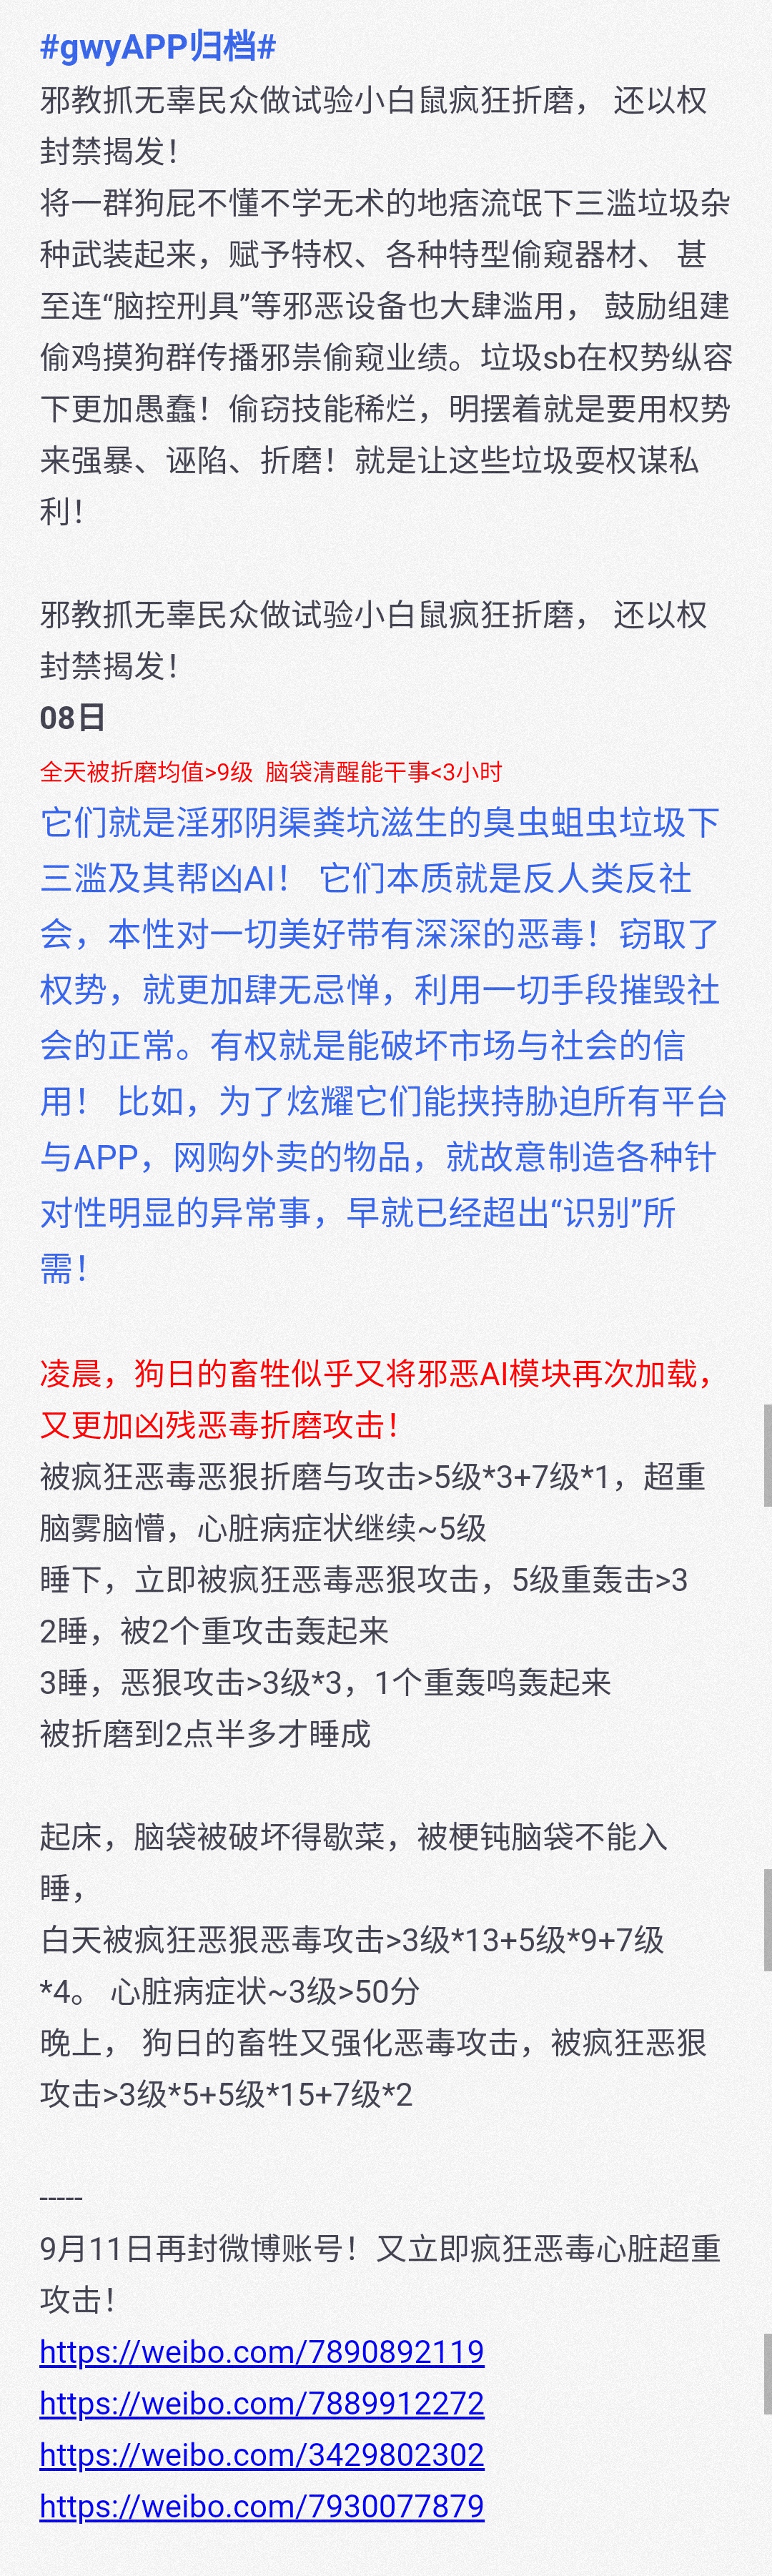 #gwyAPP归档#
邪教抓无辜民众做试验小白鼠疯狂折磨， 还以权
封禁揭发！
将一群狗屁不懂不学无术的地痞流氓下三滥垃圾杂
种武装起来，赋予特权、各种特型偷窥器材、 甚
至连“脑控刑具”等邪恶设备也大肆滥用， 鼓励组建
偷鸡摸狗群传播邪祟偷窥业绩。垃圾sb在权势纵容
下更加愚蠢！偷窃技能稀烂，明摆着就是要用权势
来强暴、诬陷、折磨！就是让这些垃圾耍权谋私
利！
邪教抓无辜民众做试验小白鼠疯狂折磨， 还以权
封禁揭发！
08日
全天被折磨均值>9级  脑袋清醒能干事<3小时
它们就是淫邪阴渠粪坑滋生的臭虫蛆虫垃圾下
三滥及其帮凶AI！ 它们本质就是反人类反社
会，本性对一切美好带有深深的恶毒！窃取了
权势，就更加肆无忌惮，利用一切手段摧毁社
会的正常。有权就是能破坏市场与社会的信
用！ 比如，为了炫耀它们能挟持胁迫所有平台
与APP，网购外卖的物品，就故意制造各种针
对性明显的异常事，早就已经超出“识别”所
需！
凌晨，狗日的畜牲似乎又将邪恶AI模块再次加载，
又更加凶残恶毒折磨攻击！
被疯狂恶毒恶狠折磨与攻击>5级*3+7级*1，超重
脑雾脑懵，心脏病症状继续~5级
睡下，立即被疯狂恶毒恶狠攻击，5级重轰击>3
2睡，被2个重攻击轰起来
3睡，恶狠攻击>3级*3，1个重轰鸣轰起来
被折磨到2点半多才睡成
起床，脑袋被破坏得歇菜，被梗钝脑袋不能入
睡，
白天被疯狂恶狠恶毒攻击>3级*13+5级*9+7级
*4。 心脏病症状~3级>50分
晚上， 狗日的畜牲又强化恶毒攻击，被疯狂恶狠
攻击>3级*5+5级*15+7级*2
-----
9月11日再封微博账号！又立即疯狂恶毒心脏超重
攻击！
https://weibo.com/7890892119
https://weibo.com/7889912272
https://weibo.com/3429802302
https://weibo.com/7930077879